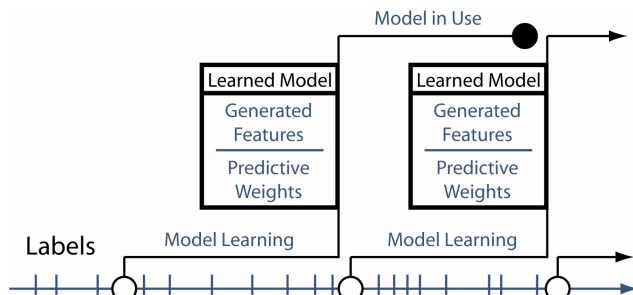 Model in Use
Learned Model
Generated
Features
Predictive
Weights
Learned Model
Generated
Features
Predictive
Weights
Labels
Model Learning
Model Learning